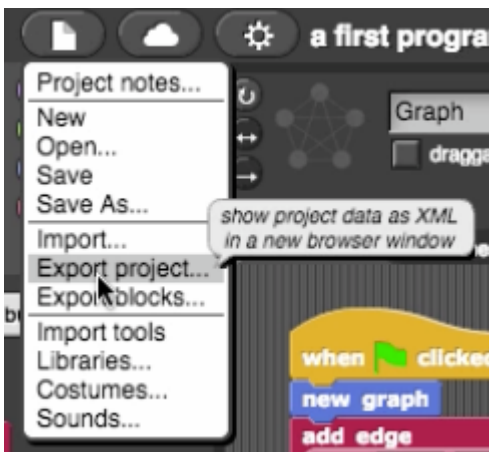 a first progra
Project notes...
New
Open...
Save
Save As...
Import...
Export project...
Export blocks...
Import tools
Libraries...
Costumes...
Sounds...
Graph
dragga
show project data as XML
in a new browser window
when clicked
new graph
add edge